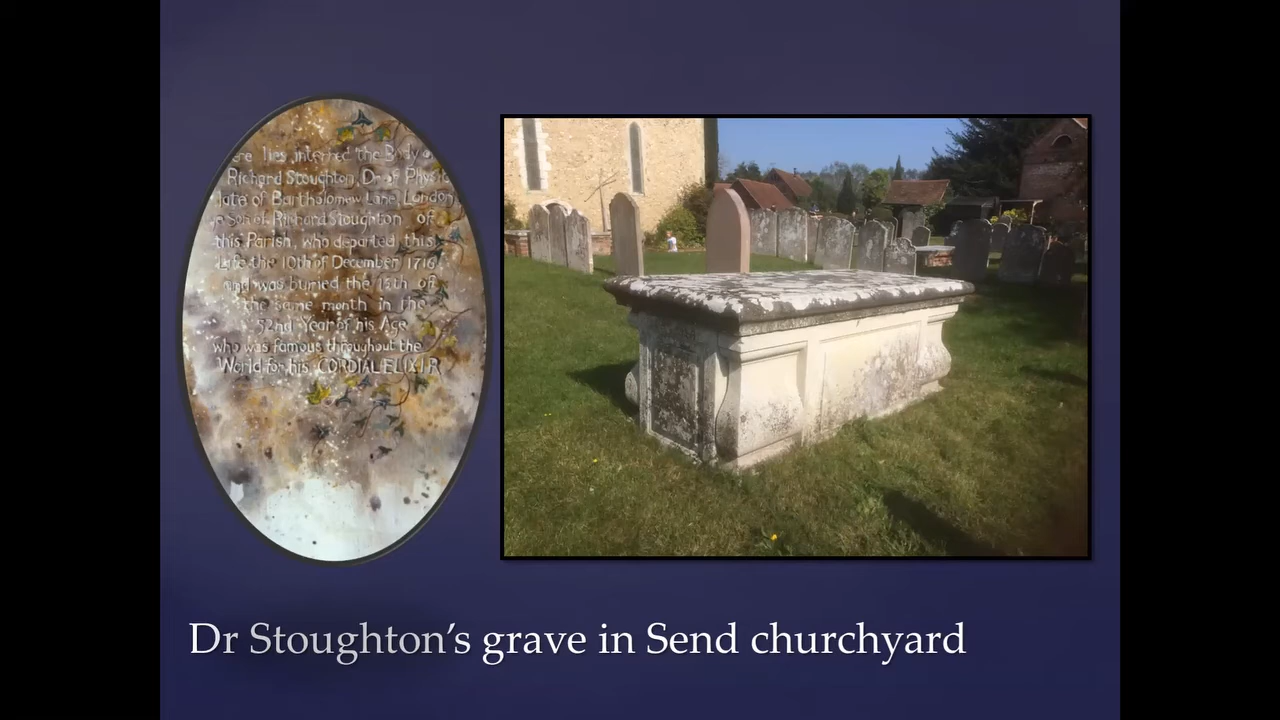 ere lies interred the Body o
Richard Stoughton, Dr of Physi
late of Bartholomew Lane, London
Son of Richard Stoughton of
this Parish, who departed this
Life the 10th of December 1716
and was buried the 15th of
the same month in the
52nd Year of his Age
who was famous throughout the
World for his CORDIAL ELIXIR
Dr Stoughton's grave in Send churchyard